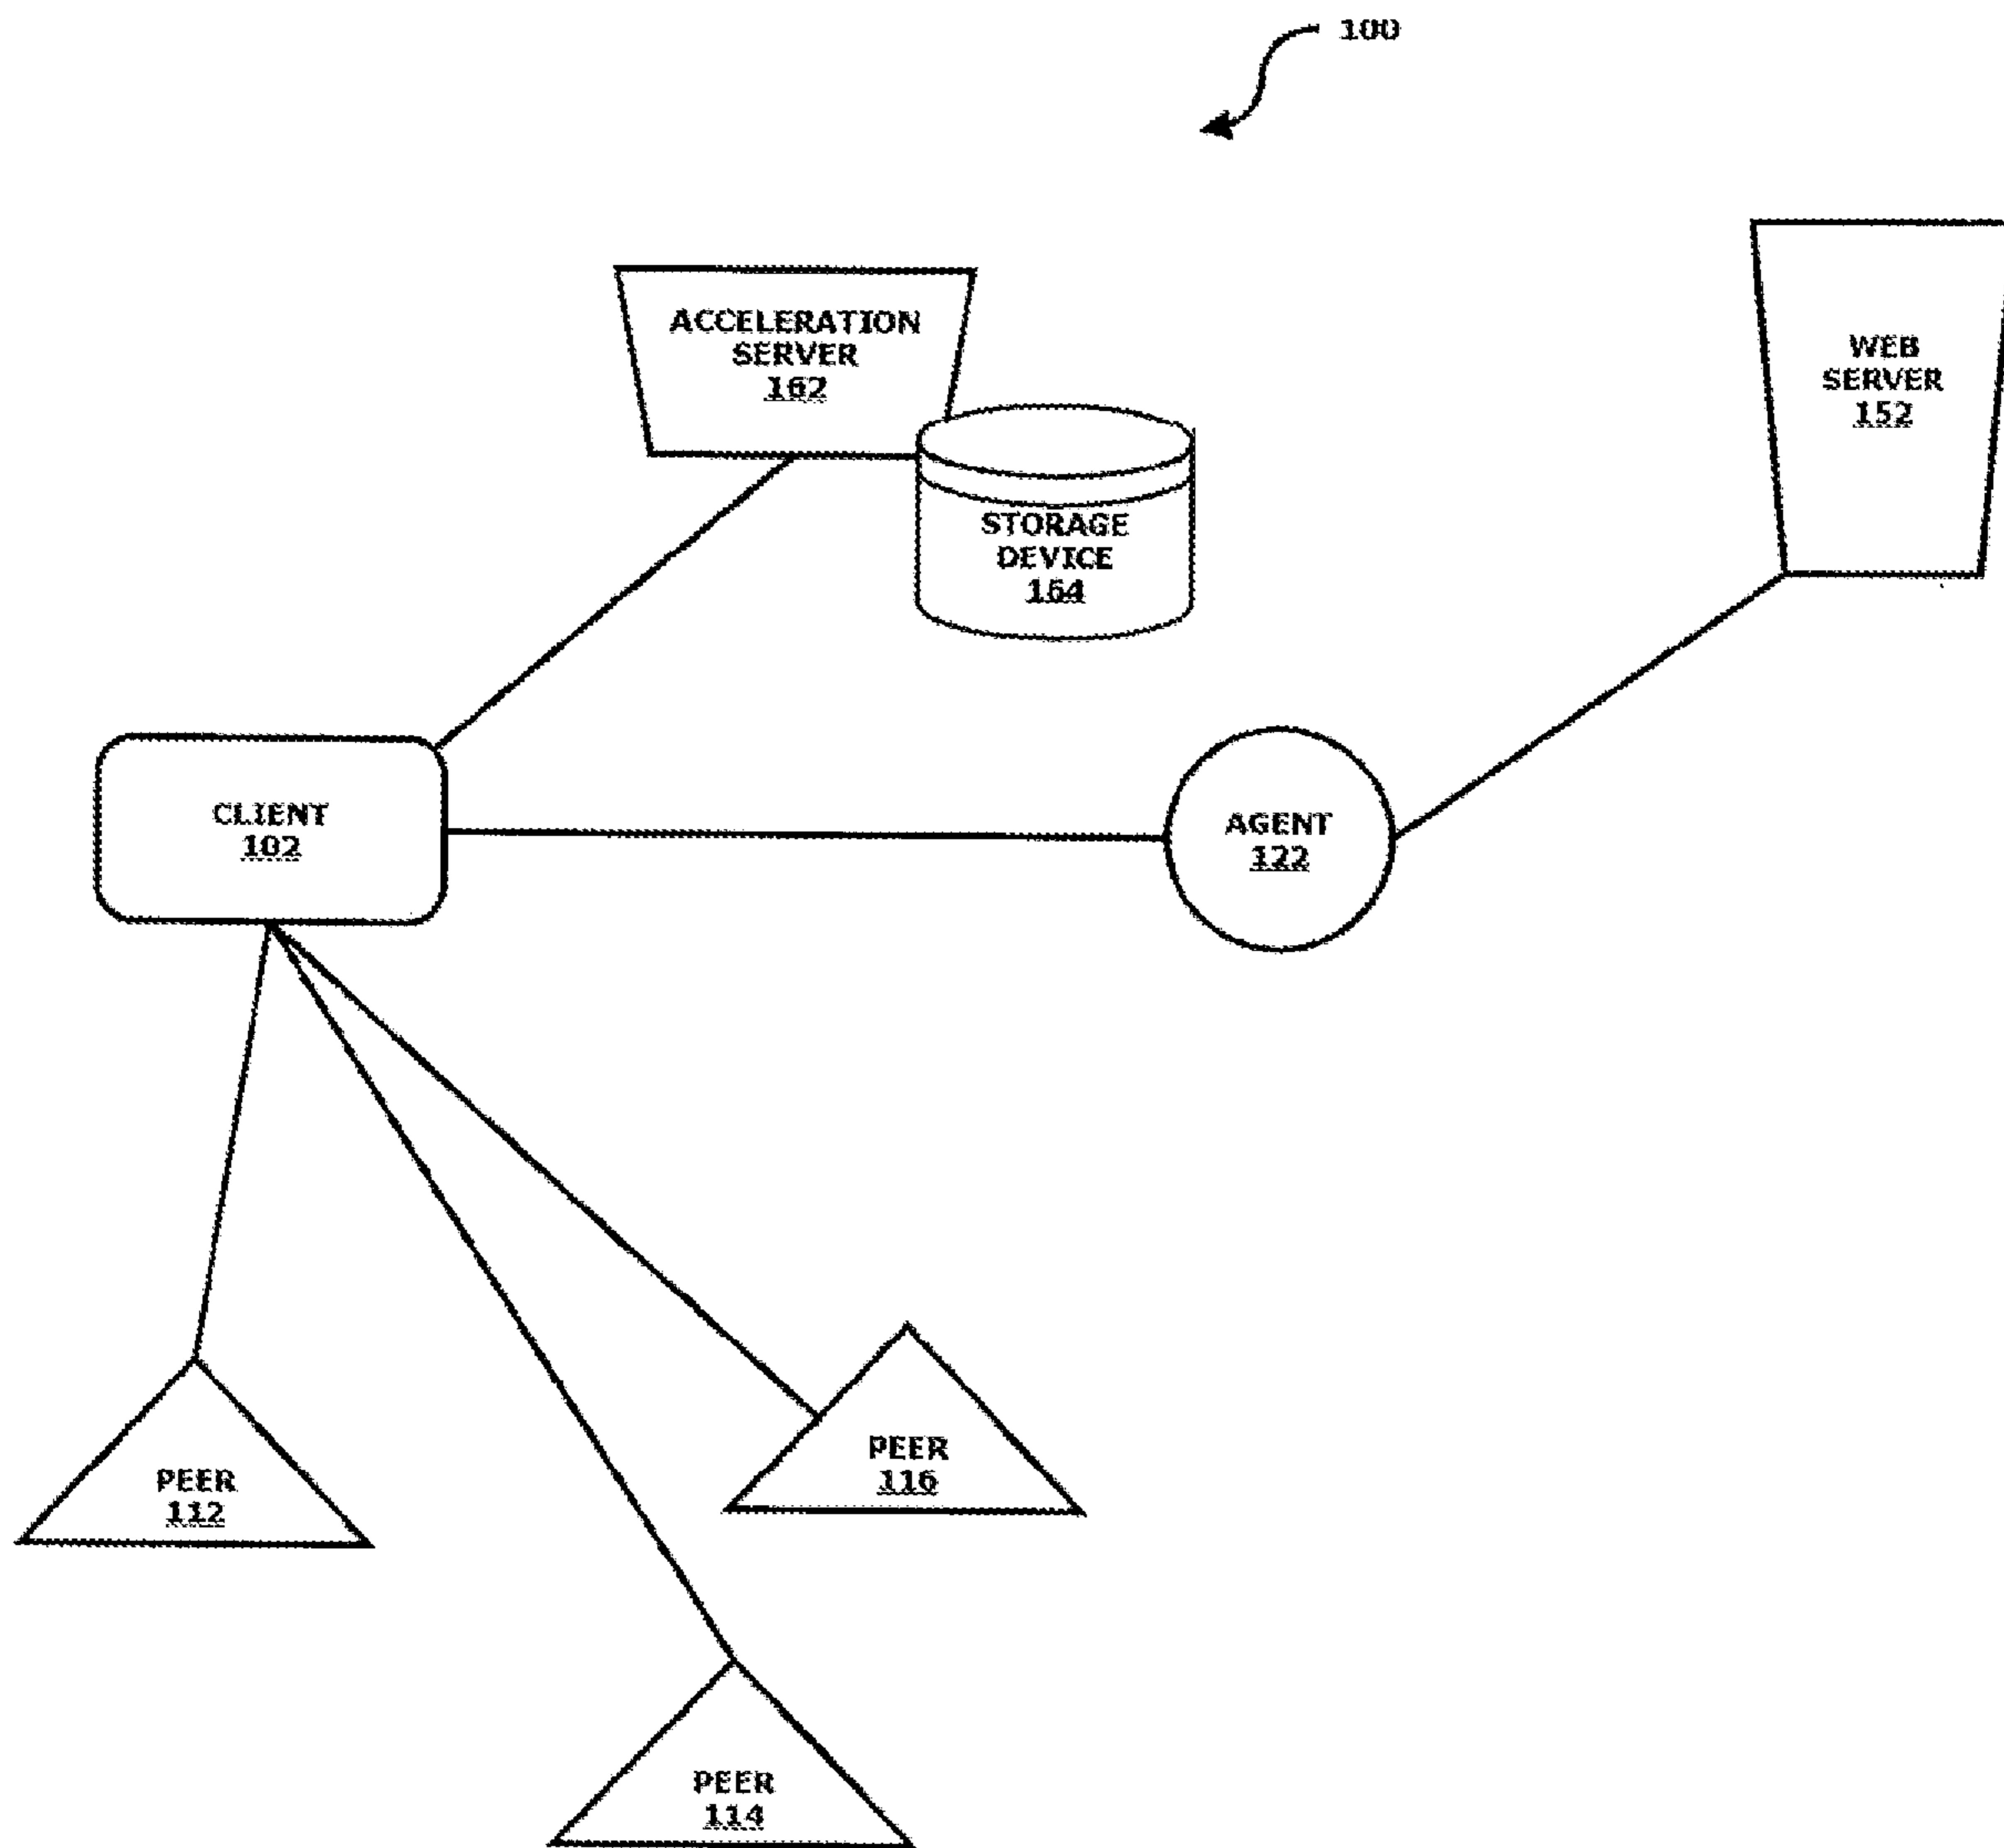 100
ACCELERATION
SERVER
162
WEB
SERVER
152
STORAGE
DEVICE
164
CLIENT
102
AGENT
122
PEER
116
PEER
112
PEER
114